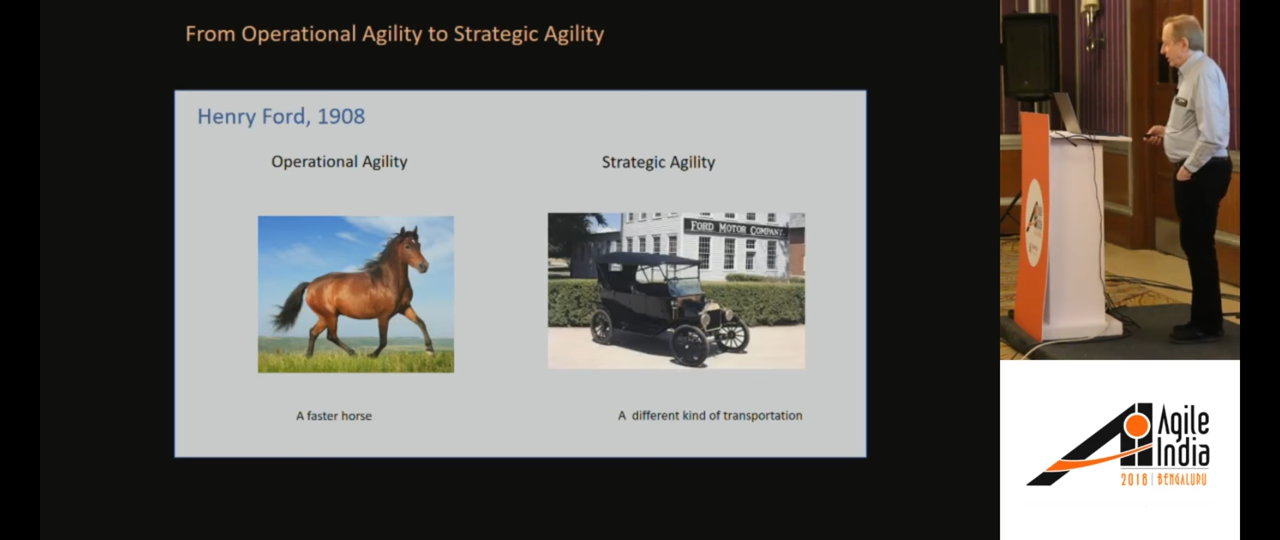 From Operational Agility to Strategic Agility
Henry Ford, 1908
Operational Agility
Strategic Agility
FORD MOTOR COMPANY
A faster horse
A different kind of transportation
Agile
India
2018 | BENGALURU